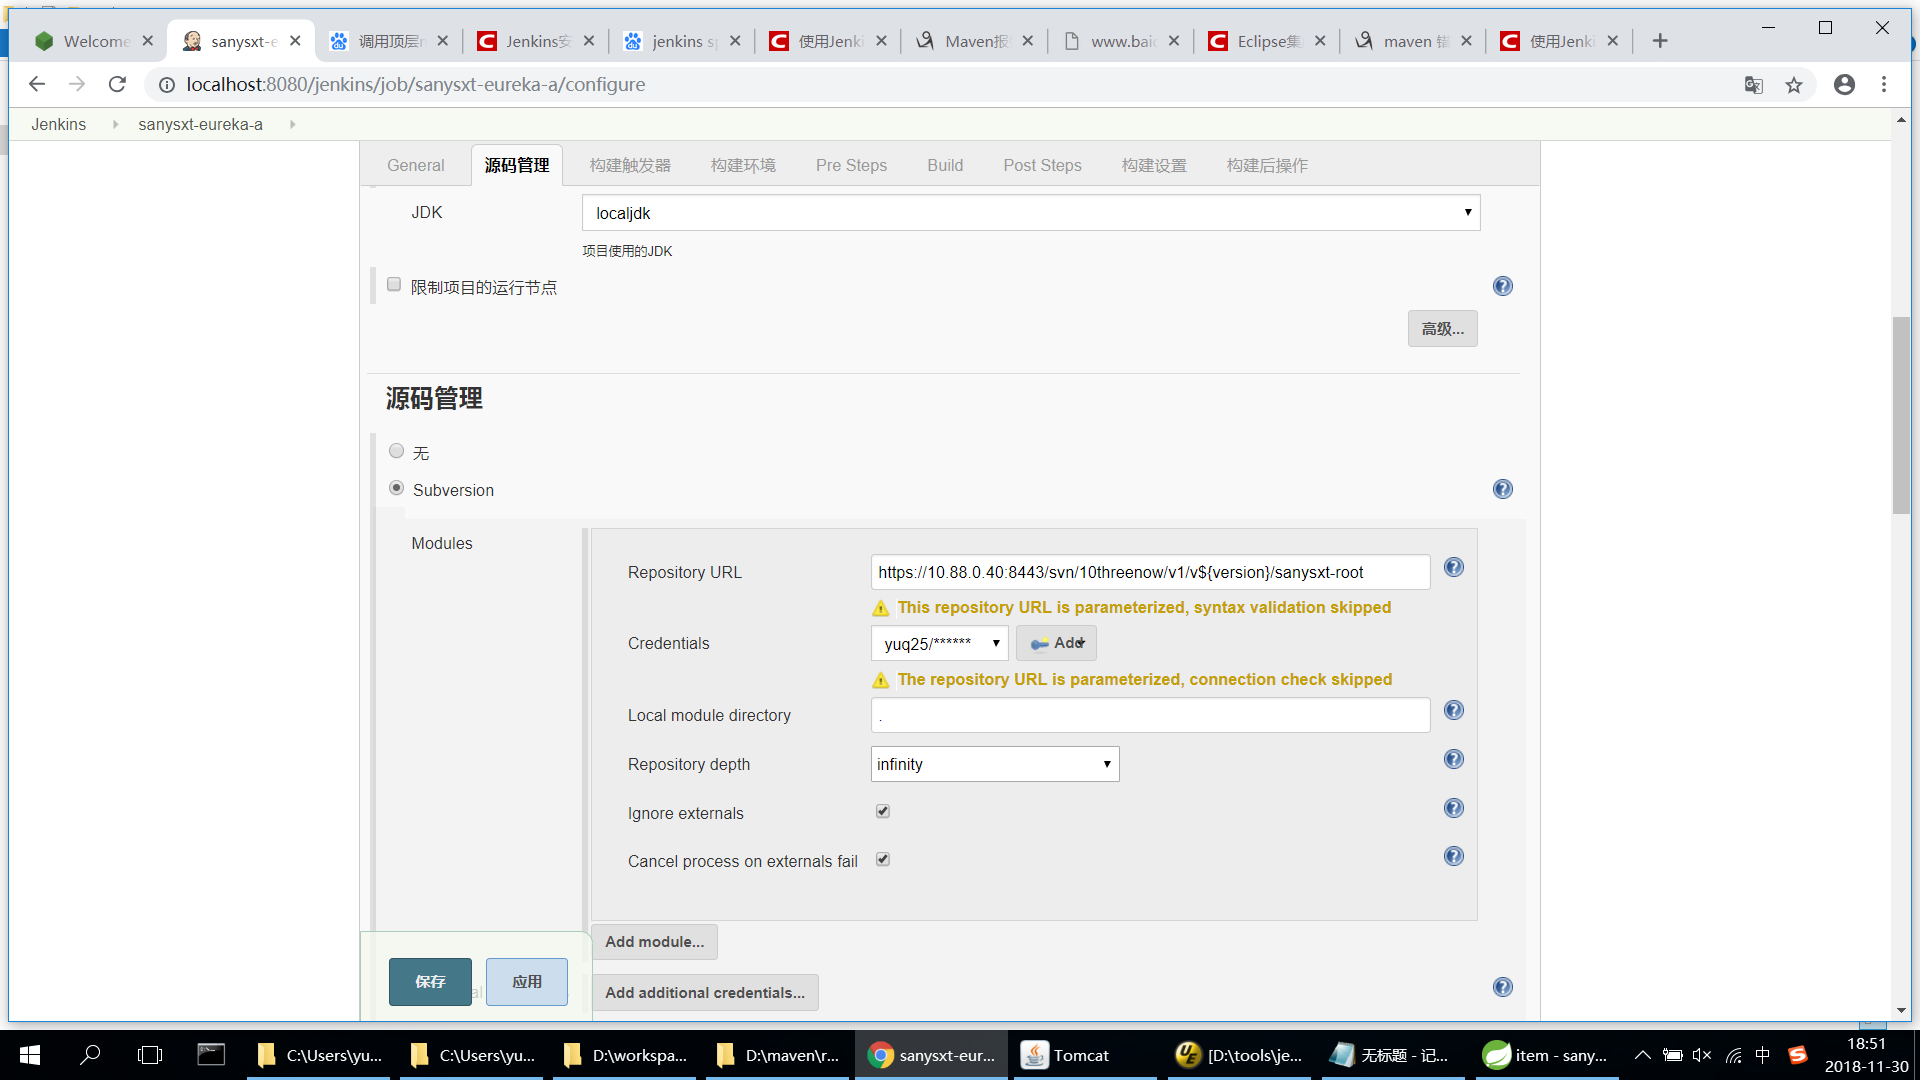 Welcome
sanysxt-e
调用顶层m
Jenkins安
jenkins sp
使用Jenki
Maven报
www.baid
Eclipse集
maven 错
使用Jenki
localhost:8080/jenkins/job/sanysxt-eureka-a/configure
Jenkins
sanysxt-eureka-a
General
源码管理
构建触发器
构建环境
Pre Steps
Build
Post Steps
构建设置
构建后操作
JDK
localjdk
项目使用的JDK
限制项目的运行节点
高级...
源码管理
无
Subversion
Modules
Repository URL
https://10.88.0.40:8443/svn/10threenow/v1/v${version}/sanysxt-root
This repository URL is parameterized, syntax validation skipped
Credentials
yuq25/******
Add
The repository URL is parameterized, connection check skipped
Local module directory
.
Repository depth
infinity
Ignore externals
Cancel process on externals fail
Add module...
保存
应用
Add additional credentials...
C:\Users\yu...
C:\Users\yu...
D:\workspa...
D:\maven\r...
sanysxt-eur...
Tomcat
[D:\tools\je...
无标题 - 记...
item - sany...
中
18:51
2018-11-30